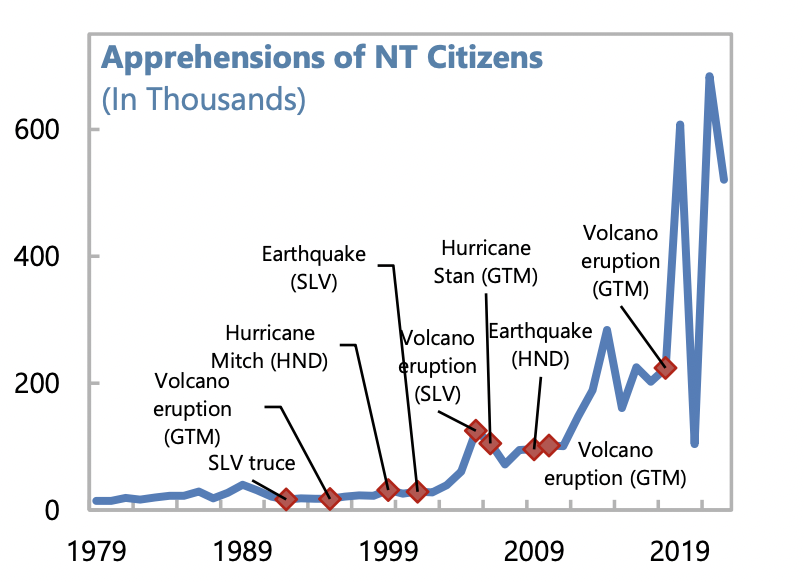 Apprehensions of NT Citizens
(In Thousands)
600
400
200
0
Volcano
eruption
(GTM)
SLV truce
Hurricane
Mitch (HND)
Earthquake
(SLV)
Volcano
eruption
(SLV)
Hurricane
Stan (GTM)
Earthquake
(HND)
Volcano
eruption (GTM)
Volcano
eruption
(GTM)
1979
1989
1999
2009
2019